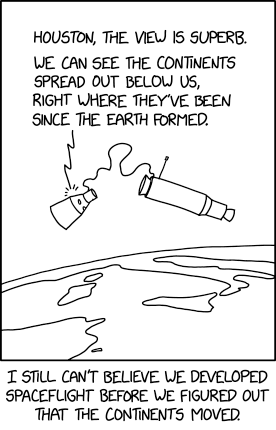 HOUSTON, THE VIEW IS SUPERB.
WE CAN SEE THE CONTINENTS
SPREAD OUT BELOW US,
RIGHT WHERE THEY'VE BEEN
SINCE THE EARTH FORMED.
I STILL CAN'T BELIEVE WE DEVELOPED
SPACEFLIGHT BEFORE WE FIGURED OUT
THAT THE CONTINENTS MOVED.